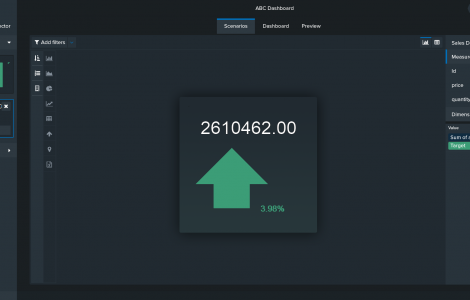 ABC Dashboard
Scenarios Dashboard Preview
ctor
Add filters
Sales D
Measure
Id
price
quantity
Dimens
Value
Sum of
Target
2610462.00
3.98%